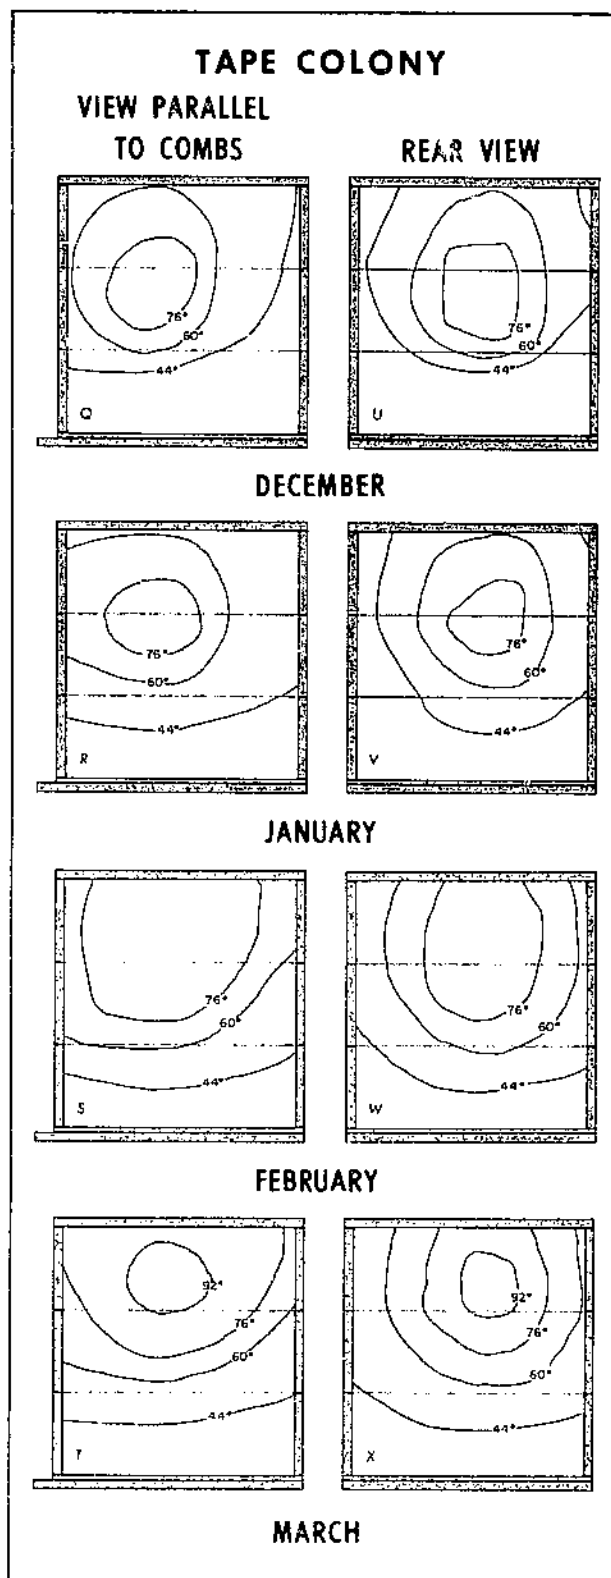 TAPE COLONY
VIEW PARALLEL
TO COMBS
REAR VIEW
76°
60°
44°
Q
76°
60°
44°
U
DECEMBER
76°
60°
44°
R
76°
60°
44°
V
JANUARY
76°
60°
44°
S
76°
60°
44°
W
FEBRUARY
92°
76°
60°
44°
T
92°
76°
60°
44°
X
MARCH